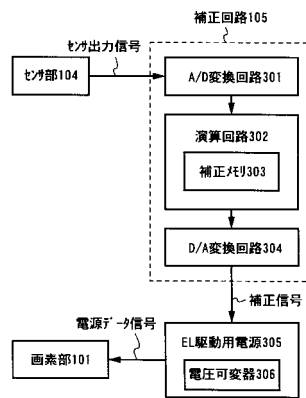 補正回路105
センサ出力信号
センサ部104
A/D変換回路301
演算回路302
補正メモリ303
D/A変換回路304
補正信号
電源データ信号
EL駆動用電源305
画素部101
電圧可変器306